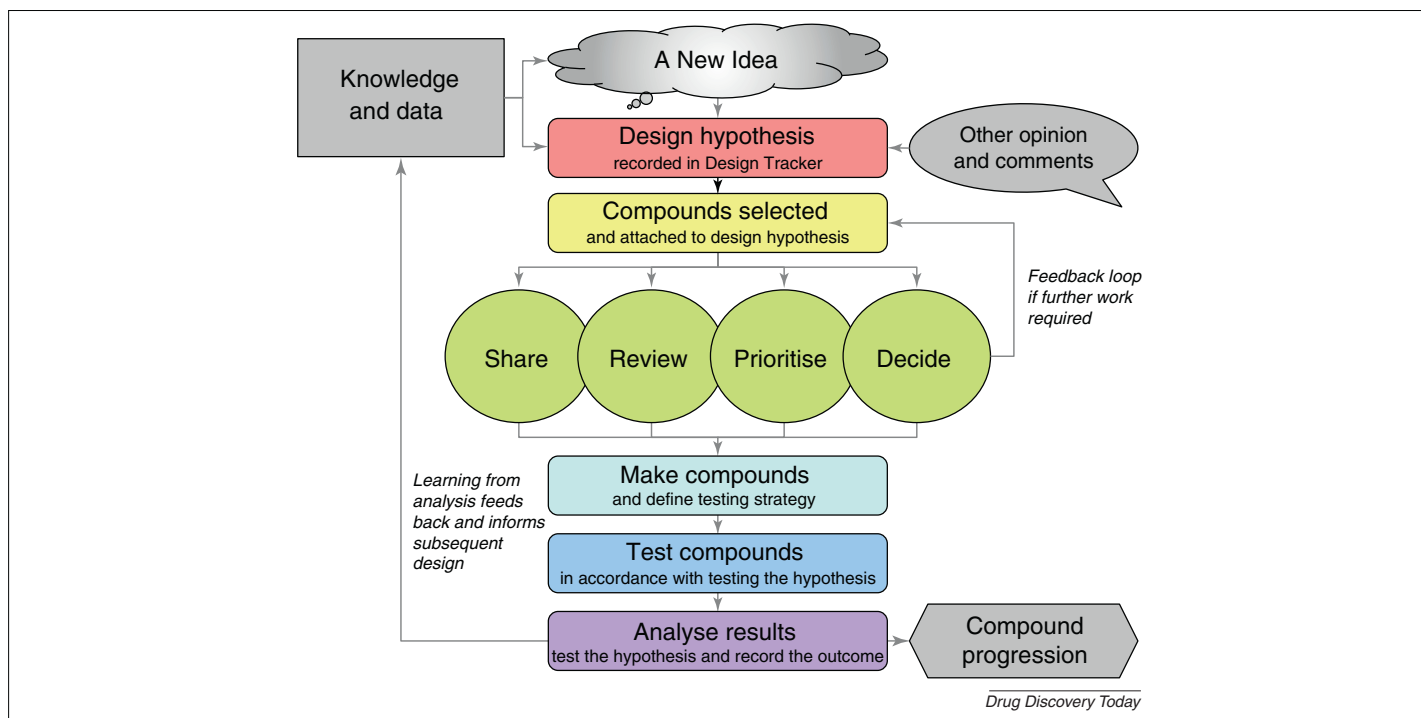 Knowledge
and data
A New Idea
Design hypothesis
recorded in Design Tracker
Other opinion
and comments
Compounds selected
and attached to design hypothesis
Feedback loop
if further work
required
Share
Review
Prioritise
Decide
Learning from
analysis feeds
back and informs
subsequent
design
Make compounds
and define testing strategy
Test compounds
in accordance with testing the hypothesis
Analyse results
test the hypothesis and record the outcome
Compound
progression
Drug Discovery Today